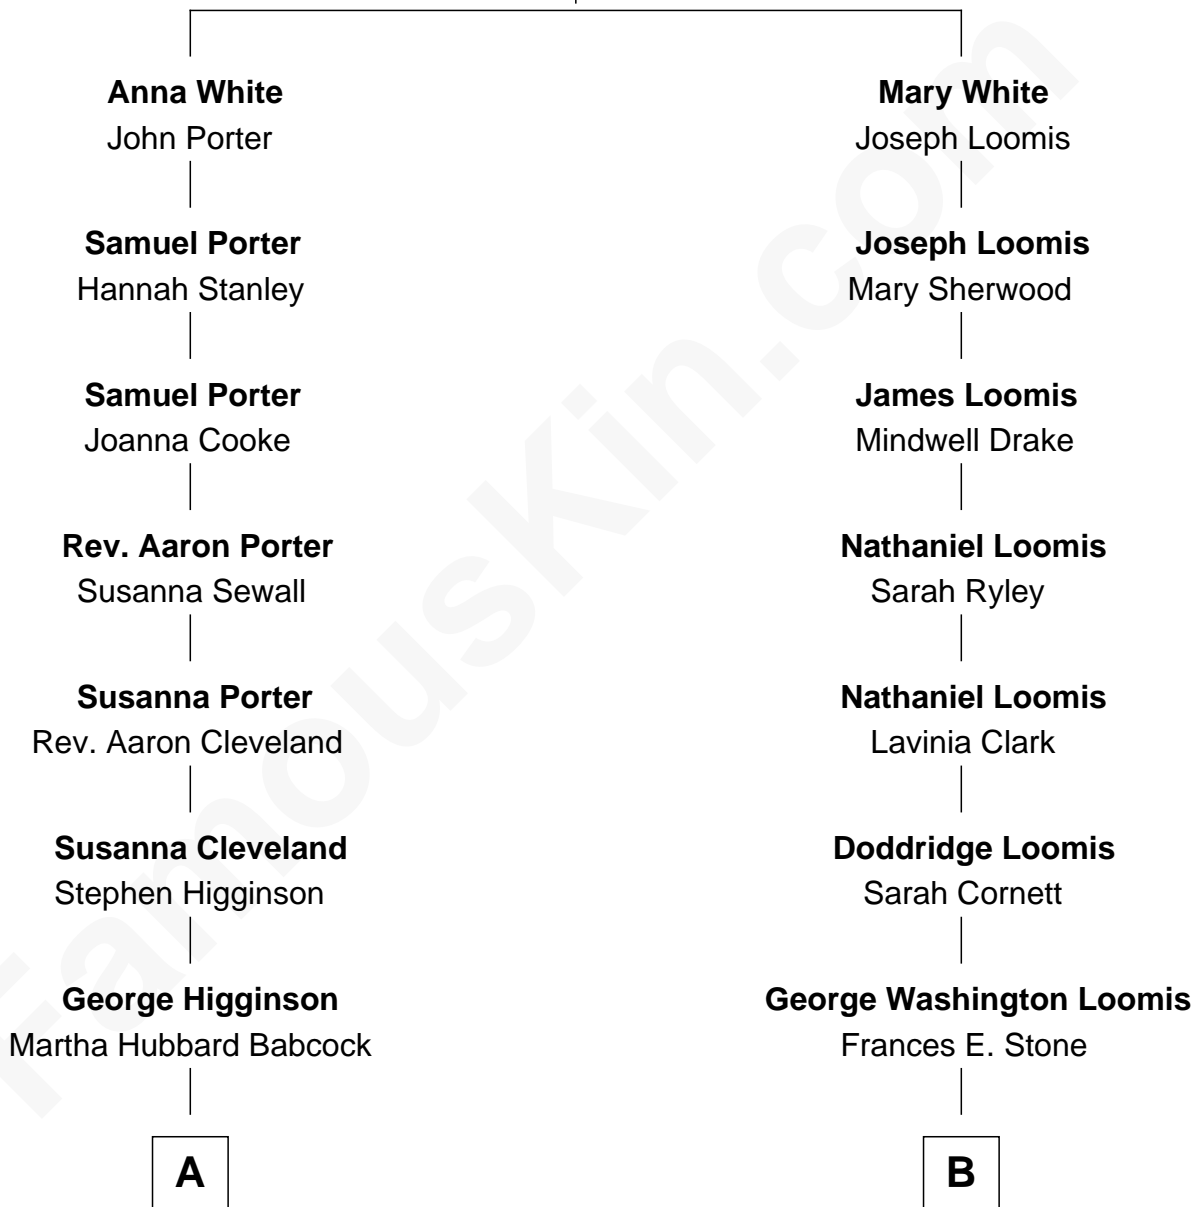 Anna White
John Porter
Samuel Porter
Hannah Stanley
Samuel Porter
Joanna Cooke
Rev. Aaron Porter
Susanna Sewall
Susanna Porter
Rev. Aaron Cleveland
Susanna Cleveland
Stephen Higginson
George Higginson
Martha Hubbard Babcock
A
Mary White
Joseph Loomis
Joseph Loomis
Mary Sherwood
James Loomis
Mindwell Drake
Nathaniel Loomis
Sarah Ryley
Nathaniel Loomis
Lavinia Clark
Doddridge Loomis
Sarah Cornett
George Washington Loomis
Frances E. Stone
B
FamousKin.com